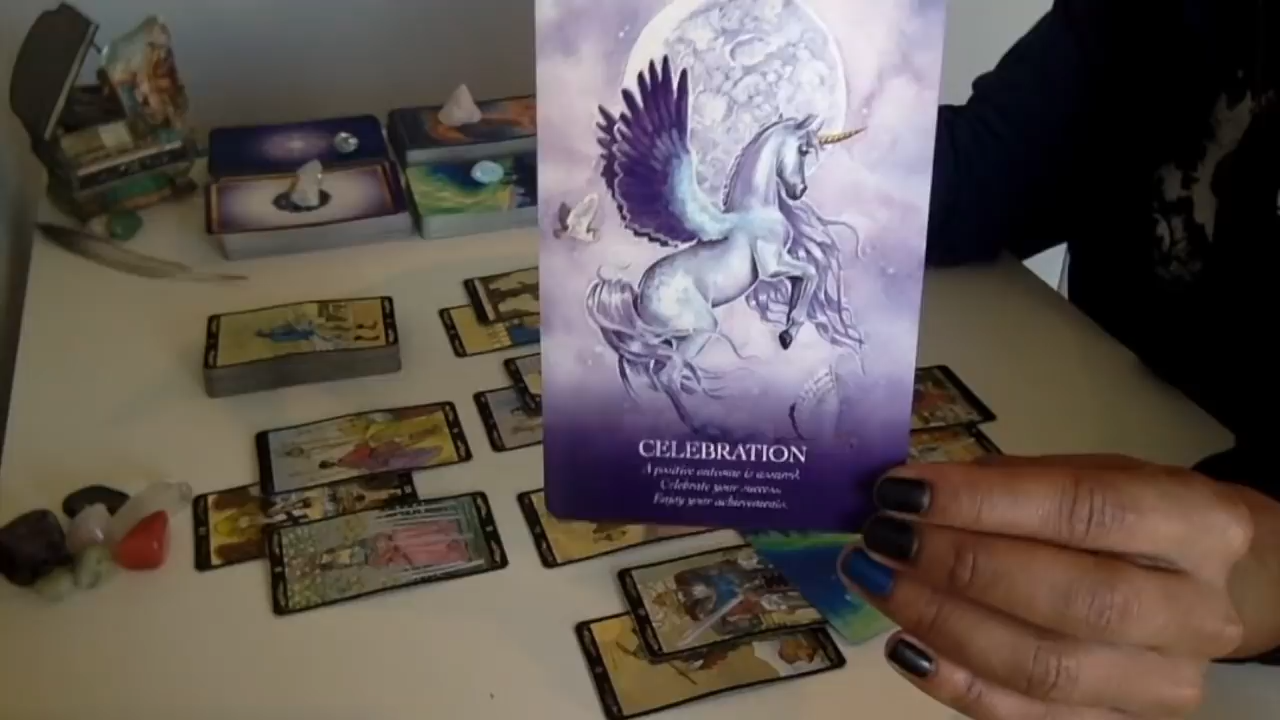 CELEBRATION
A positive outcome is assured.
Celebrate your success.
Enjoy your achievements.